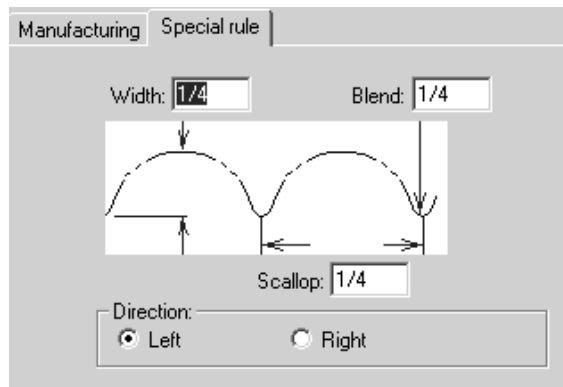 Manufacturing Special rule
Width: 1/4 Blend: 1/4
Scallop: 1/4
Direction:
Left Right